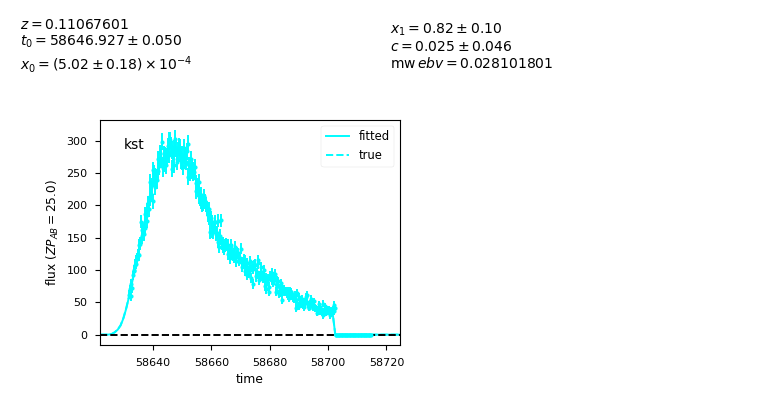 z = 0.11067601
t₀ = 58646.927 ± 0.050
x₀ = (5.02 ± 0.18) × 10⁻⁴
x₁ = 0.82 ± 0.10
c = 0.025 ± 0.046
mw ebv = 0.028101801
kst
fitted
true
flux (ZP_AB = 25.0)
300
250
200
150
100
50
0
58640 58660 58680 58700 58720
time